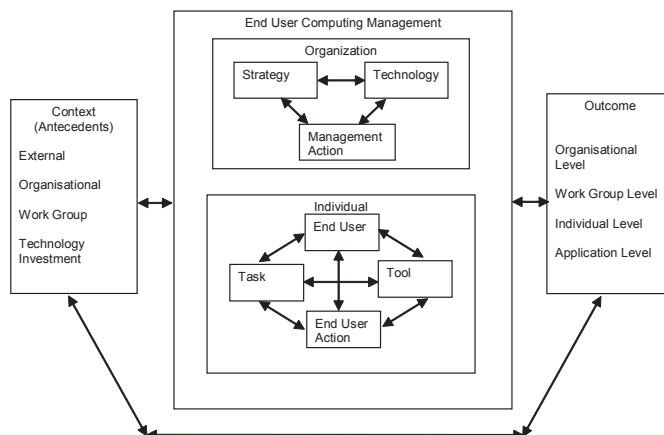 End User Computing Management
Organization
Strategy
Technology
Management
Action
Context
(Antecedents)
External
Organisational
Work Group
Technology
Investment
Individual
End User
Task
Tool
End User
Action
Outcome
Organisational
Level
Work Group Level
Individual Level
Application Level